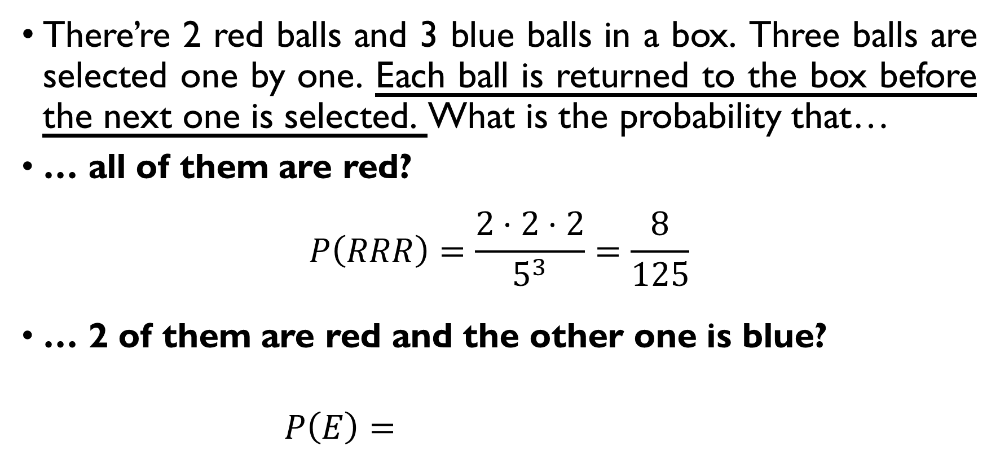 • There’re 2 red balls and 3 blue balls in a box. Three balls are
selected one by one. Each ball is returned to the box before
the next one is selected. What is the probability that…
• … all of them are red?
P(RRR) = \frac{2 · 2 · 2}{5^3} = \frac{8}{125}
• … 2 of them are red and the other one is blue?
P(E) =